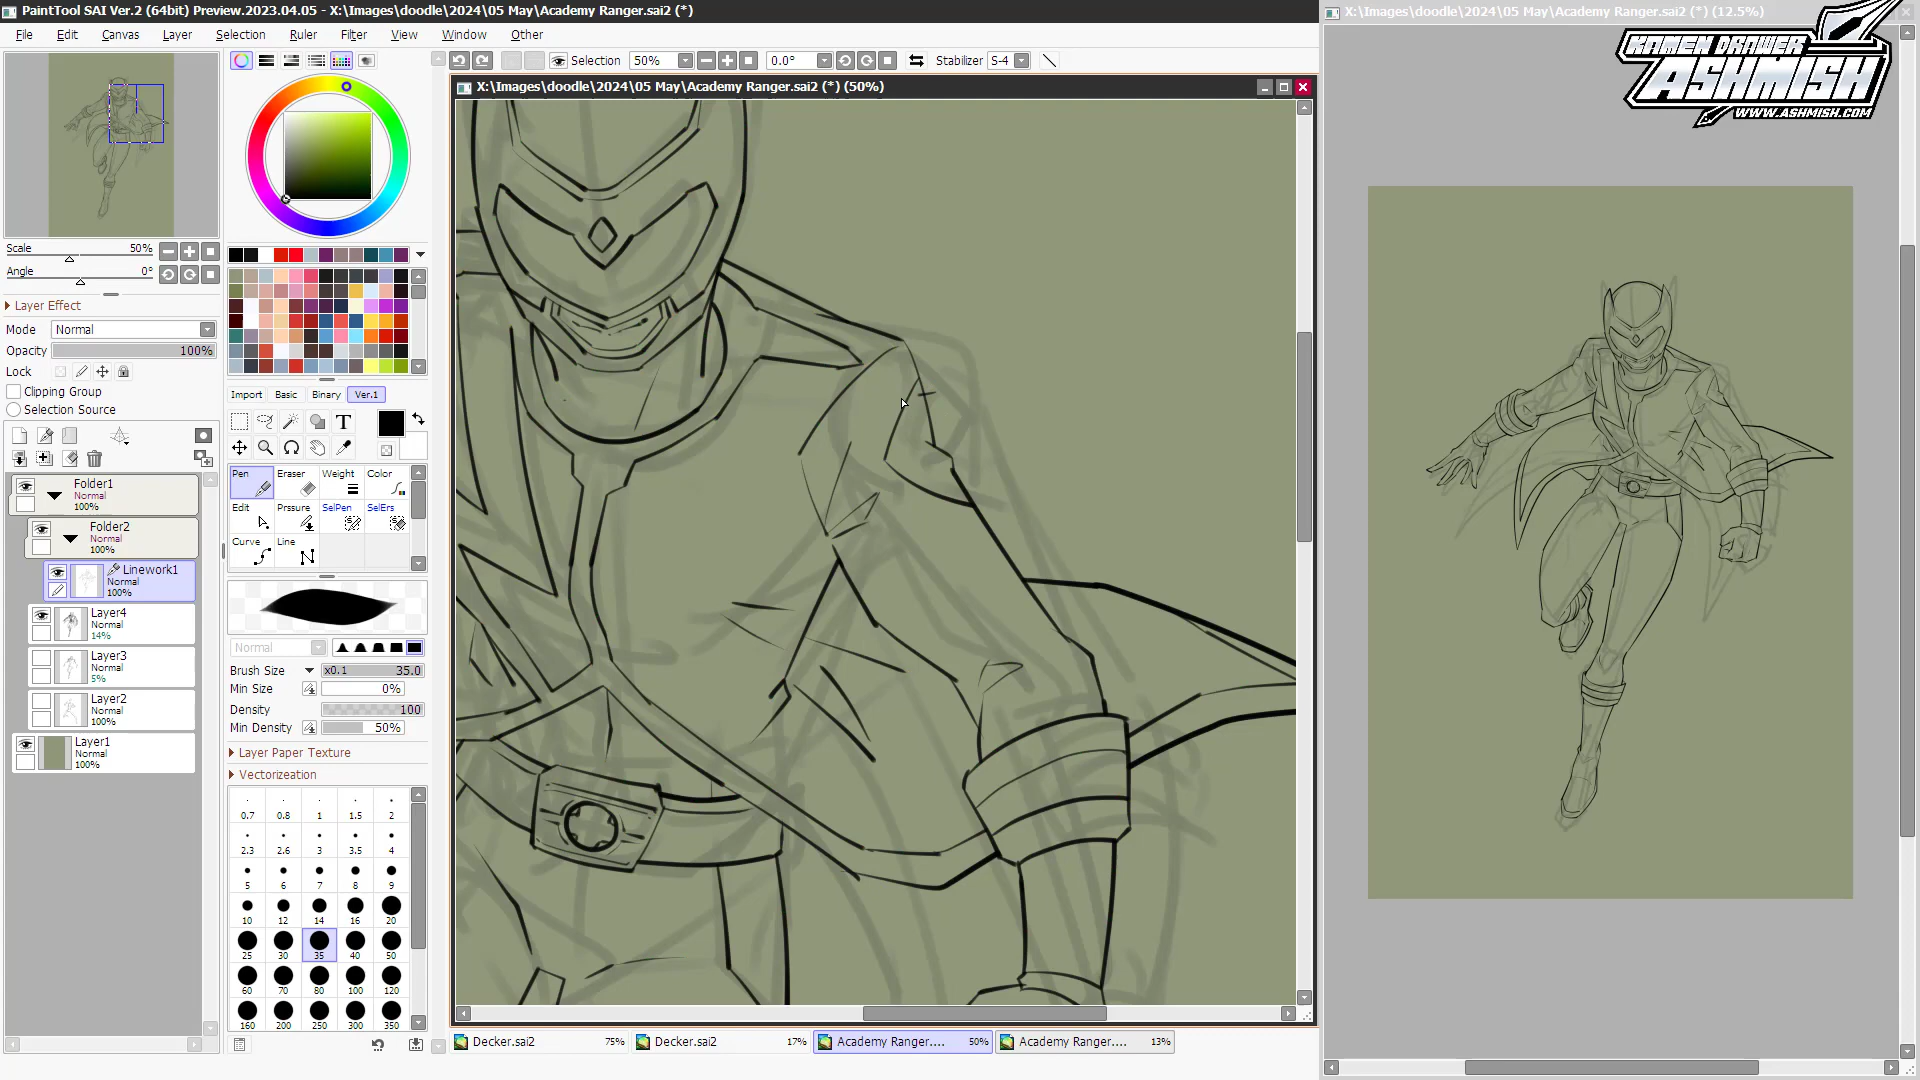 PaintTool SAI Ver.2 (64bit) Preview.2023.04.05 - X:\Images\doodle\2024\05 May\Academy Ranger.sai2 (*)
X:\Images\doodle\2024\05 May\Academy Ranger.sai2 (*) (12.5%)
KAMEN DRAWER
ASHMISH
WWW.ASHMISH.COM
File Edit Canvas Layer Selection Ruler Filter View Window Other
Selection 50% 0.0° Stabilizer S-4
X:\Images\doodle\2024\05 May\Academy Ranger.sai2 (*) (50%)
Scale 50%
Angle 0°
Layer Effect
Mode Normal
Opacity 100%
Lock
Clipping Group
Selection Source
Folder1
Normal
100%
Folder2
Normal
100%
Linework1
Normal
100%
Layer4
Normal
14%
Layer3
Normal
5%
Layer2
Normal
100%
Layer1
Normal
100%
Import Basic Binary Ver.1
T
Pen Eraser Weight Color
Edit Prssure SelPen SelErs
Curve Line
Normal
Brush Size x0.1 35.0
Min Size 0%
Density 100
Min Density 50%
Layer Paper Texture
Vectorization
0.7 0.8 1 1.5 2
2.3 2.6 3 3.5 4
5 6 7 8 9
10 12 14 16 20
25 30 35 40 50
60 70 80 100 120
160 200 250 300 350
Decker.sai2 75%
Decker.sai2 17%
Academy Ranger.... 50%
Academy Ranger.... 13%